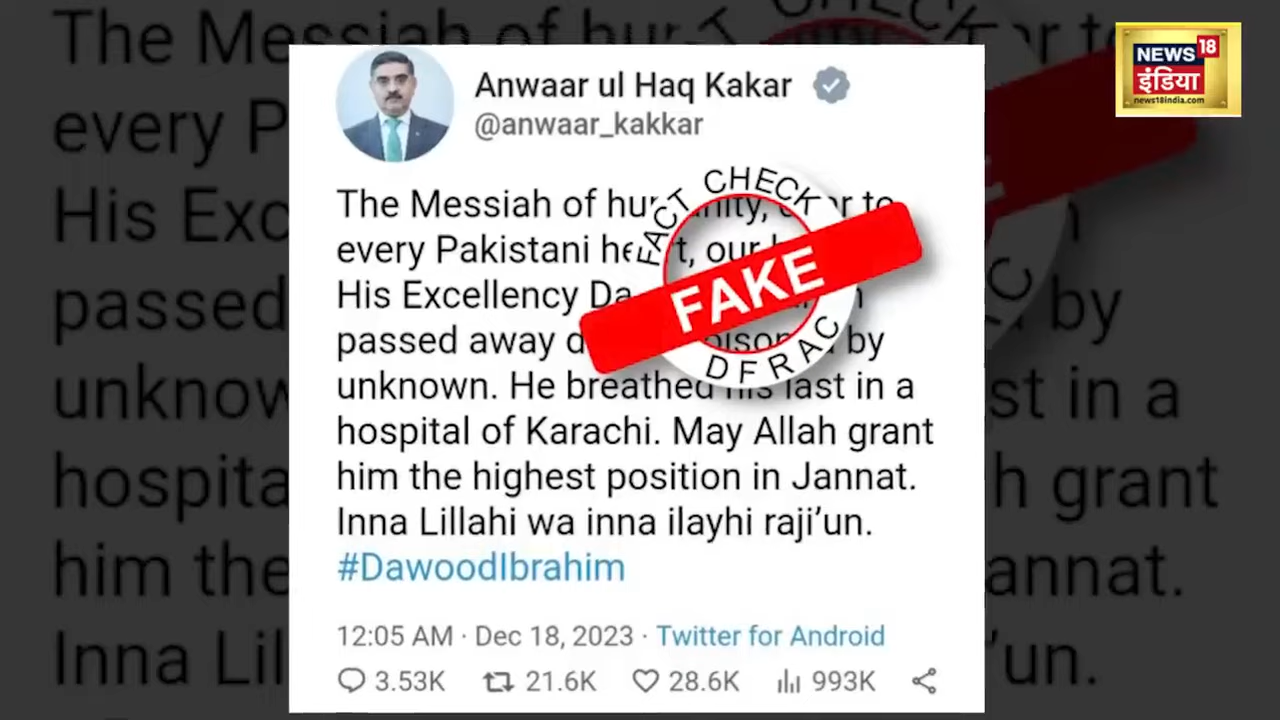 NEWS 18
इंडिया
news18india.com
Anwaar ul Haq Kakar
@anwaar_kakkar
The Messiah of
every Pakistani our
His Excellency
passed away by
unknown. He breathed his last in a
hospital of Karachi. May Allah grant
him the highest position in Jannat.
Inna Lillahi wa inna ilayhi raji’un.
#DawoodIbrahim
12:05 AM · Dec 18, 2023 · Twitter for Android
3.53K 21.6K 28.6K 993K
FACT CHECK
FAKE
DFRAC